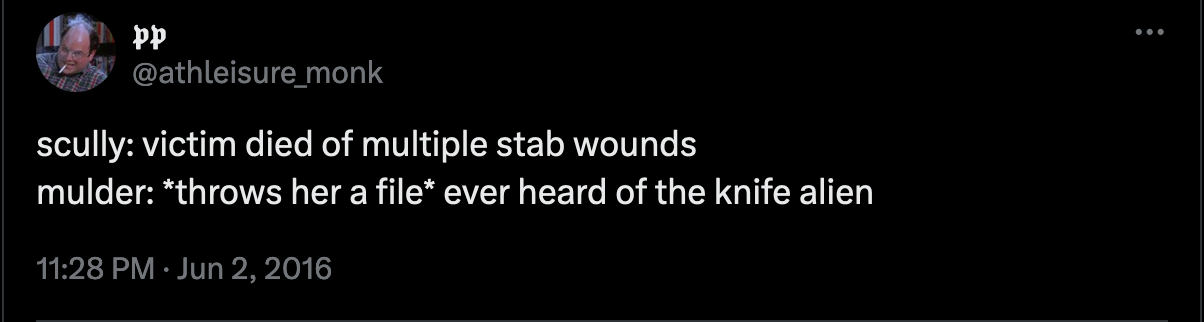 𝖕𝖕
@athleisure_monk
scully: victim died of multiple stab wounds
mulder: *throws her a file* ever heard of the knife alien
11:28 PM · Jun 2, 2016